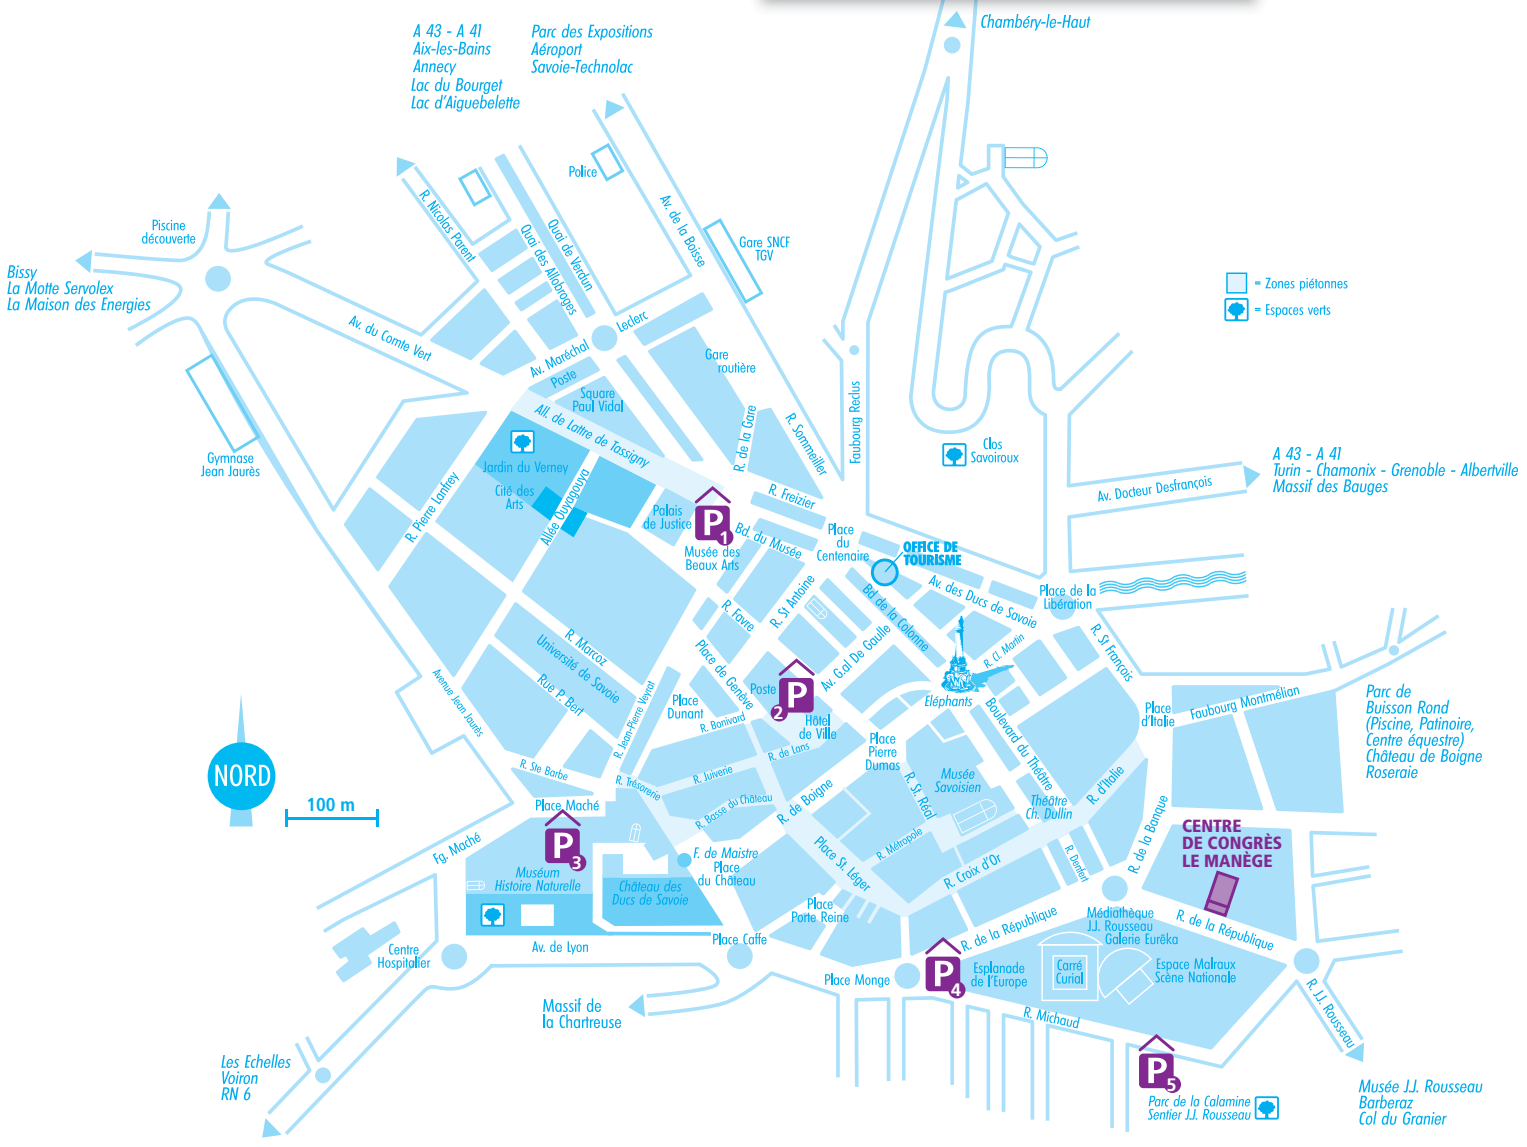 Chambéry-le-Haut
A 43 - A 41
Aix-les-Bains
Annecy
Lac du Bourget
Lac d'Aiguebelette
Parc des Expositions
Aéroport
Savoie-Technolac
Police
R. Nicolas Parent
Quai des Allobroges
Quai de Verdun
Av. de la Boisse
Gare SNCF
TGV
Piscine
découverte
Bissy
La Motte Servolex
La Maison des Energies
= Zones piétonnes
= Espaces verts
Av. du Comte Vert
Av. Maréchal
Leclerc
Poste
Gare
routière
Square
Paul Vidal
All. de Lattre de Tassigny
R. de la Gare
R. Sommeiller
Faubourg Reclus
Clos
Savoiroux
Gymnase
Jean Jaurès
Jardin du Verney
Cité des
Arts
Allée Ouyagouya
R. Pierre Lanfrey
A 43 - A 41
Turin - Chamonix - Grenoble - Albertville
Massif des Bauges
Av. Docteur Desfrançois
R. Freizier
Palais
de Justice
P
1
Musée des
Beaux Arts
Bd. du Musée
Place
du
Centenaire
OFFICE DE
TOURISME
Av. des Ducs de Savoie
Place de la
Libération
Bd de la Colonne
R. St Antoine
R. Favre
R. Marcoz
Université de Savoie
Rue P. Bert
Place de Genève
Av. G.al De Gaulle
R. Cl. Martin
R. St François
Avenue Jean Jaurès
R. Jean-Pierre Veyrat
Place
Dunant
Poste
P
2
Hôtel
de Ville
Eléphants
Boulevard du Théâtre
Place
d'Italie
Faubourg Montmélian
Parc de
Buisson Rond
(Piscine, Patinoire,
Centre équestre)
Château de Boigne
Roseraie
R. Bonivard
R. de Lans
Place
Pierre
Dumas
NORD
100 m
R. Ste Barbe
R. Trésorerie
R. Juiverie
R. Basse du Château
R. de Boigne
R. St. Réal
Musée
Savoisien
Théâtre
Ch. Dullin
R. d'Italie
Place Maché
P
3
Fg. Maché
Muséum
Histoire Naturelle
Château des
Ducs de Savoie
F. de Maistre
Place
du Château
Place St. Léger
R. Métropole
R. Croix d'Or
R. Denfert
R. de la Banque
CENTRE
DE CONGRÈS
LE MANÈGE
Place
Porte Reine
Centre
Hospitalier
Av. de Lyon
Place Caffe
Place Monge
R. de la République
P
4
Esplanade
de l'Europe
Médiathèque
J.J. Rousseau
Galerie Eurêka
Carré
Curial
Espace Malraux
Scène Nationale
R. de la République
R. J.J. Rousseau
Massif de
la Chartreuse
R. Michaud
P
5
Parc de la Calamine
Sentier J.J. Rousseau
Les Echelles
Voiron
RN 6
Musée J.J. Rousseau
Barberaz
Col du Granier